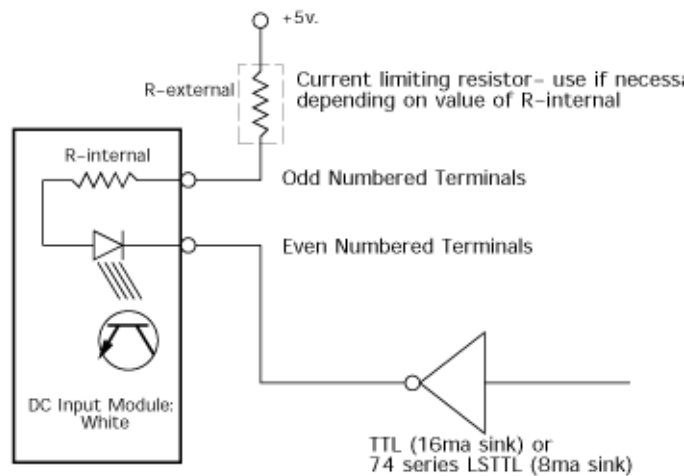 +5v.
R-external
Current limiting resistor- use if
depending on value of R-internal
R-internal
Odd Numbered Terminals
Even Numbered Terminals
DC Input Module:
White
TTL (16ma sink) or
74 series LSTTL (8ma sink)